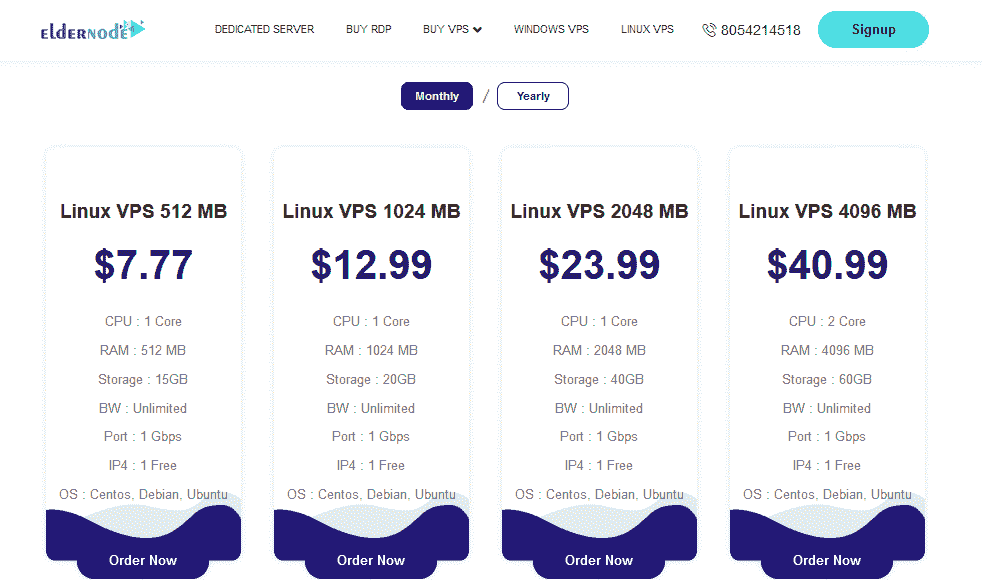 ELDERNODE
DEDICATED SERVER BUY RDP BUY VPS WINDOWS VPS LINUX VPS 8054214518 Signup
Monthly / Yearly
Linux VPS 512 MB
$7.77
CPU : 1 Core
RAM : 512 MB
Storage : 15GB
BW : Unlimited
Port : 1 Gbps
IP4 : 1 Free
OS : Centos, Debian, Ubuntu
Order Now
Linux VPS 1024 MB
$12.99
CPU : 1 Core
RAM : 1024 MB
Storage : 20GB
BW : Unlimited
Port : 1 Gbps
IP4 : 1 Free
OS : Centos, Debian, Ubuntu
Order Now
Linux VPS 2048 MB
$23.99
CPU : 1 Core
RAM : 2048 MB
Storage : 40GB
BW : Unlimited
Port : 1 Gbps
IP4 : 1 Free
OS : Centos, Debian, Ubuntu
Order Now
Linux VPS 4096 MB
$40.99
CPU : 2 Core
RAM : 4096 MB
Storage : 60GB
BW : Unlimited
Port : 1 Gbps
IP4 : 1 Free
OS : Centos, Debian, Ubuntu
Order Now